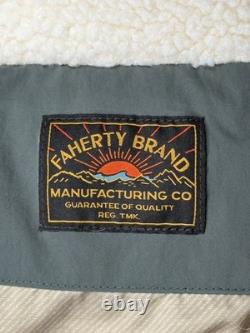 FAHERTY BRAND
MANUFACTURING CO
GUARANTEE OF QUALITY
REG. TMK.